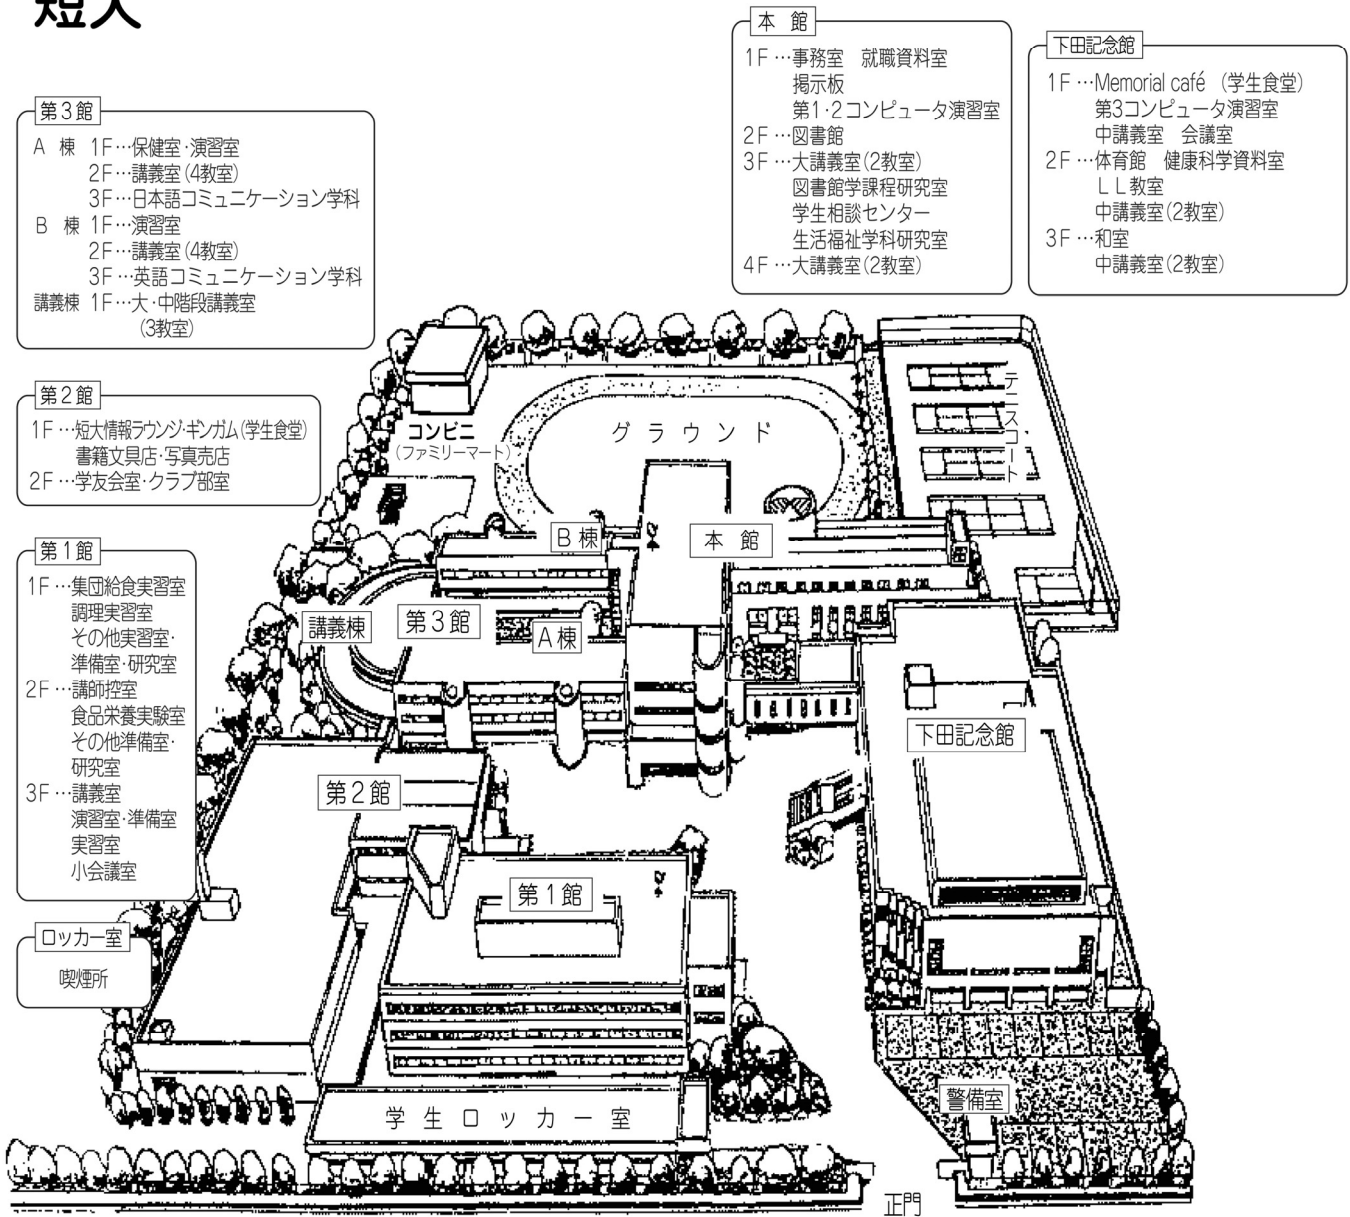 短大
本 館
1F…事務室 就職資料室
掲示板
第1·2コンピュータ演習室
2F…図書館
3F…大講義室(2教室)
図書館学課程研究室
学生相談センター
生活福祉学科研究室
4F…大講義室(2教室)
下田記念館
1F…Memorial café (学生食堂)
第3コンピュータ演習室
中講義室 会議室
2F…体育館 健康科学資料室
LL教室
中講義室(2教室)
3F…和室
中講義室(2教室)
第3館
A 棟 1F…保健室·演習室
2F…講義室(4教室)
3F…日本語コミュニケーション学科
B 棟 1F…演習室
2F…講義室(4教室)
3F…英語コミュニケーション学科
講義棟 1F…大·中階段講義室
(3教室)
第2館
1F…短大情報ラウンジ·ギンガム(学生食堂)
書籍文具店·写真売店
2F…学友会室·クラブ部室
第1館
1F…集団給食実習室
調理実習室
その他実習室·
準備室·研究室
2F…講師控室
食品栄養実験室
その他準備室·
研究室
3F…講義室
演習室·準備室
実習室
小会議室
ロッカー室
喫煙所
コンビニ
(ファミリーマート)
グラウンド
テニスコート
B棟
本 館
講義棟
第3館
A棟
下田記念館
第2館
第1館
学生ロッカー室
警備室
正門